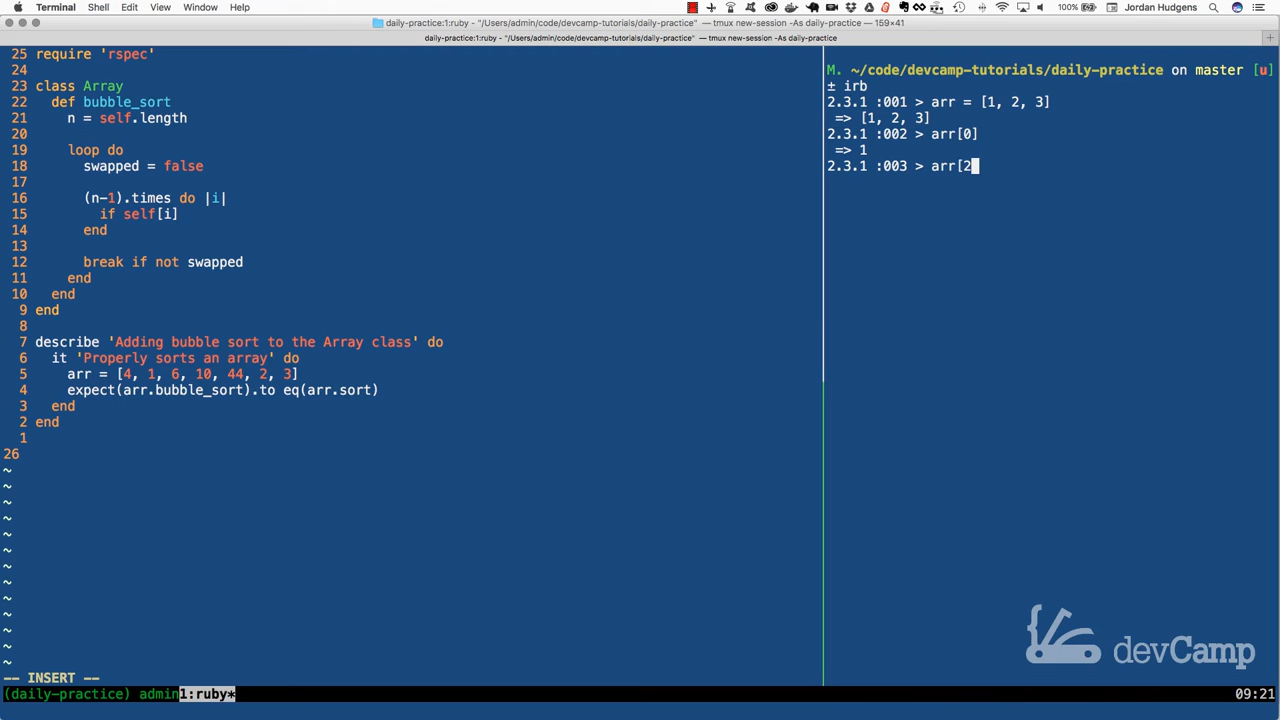 Terminal Shell Edit View Window Help 100% Jordan Hudgens
daily-practice:1:ruby - "/Users/admin/code/devcamp-tutorials/daily-practice" — tmux new-session -As daily-practice — 159×41
daily-practice:1:ruby - "/Users/admin/code/devcamp-tutorials/daily-practice" — tmux new-session -As daily-practice
25 require 'rspec'
24
23 class Array
22   def bubble_sort
21     n = self.length
20
19     loop do
18       swapped = false
17
16       (n-1).times do |i|
15         if self[i]
14       end
13
12       break if not swapped
11     end
10   end
9 end
8
7 describe 'Adding bubble sort to the Array class' do
6   it 'Properly sorts an array' do
5     arr = [4, 1, 6, 10, 44, 2, 3]
4     expect(arr.bubble_sort).to eq(arr.sort)
3   end
2 end
1
26
~
~
~
~
~
~
~
~
~
~
~
~
~
-- INSERT --
M. ~/code/devcamp-tutorials/daily-practice on master [u]
± irb
2.3.1 :001 > arr = [1, 2, 3]
=> [1, 2, 3]
2.3.1 :002 > arr[0]
=> 1
2.3.1 :003 > arr[2
devCamp
(daily-practice) admin 1:ruby* 09:21